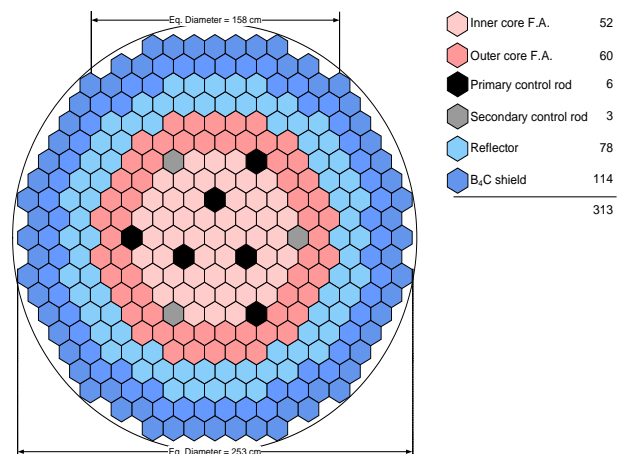 Eq. Diameter = 158 cm
Inner core F.A. 52
Outer core F.A. 60
Primary control rod 6
Secondary control rod 3
Reflector 78
B₄C shield 114
313
Eq. Diameter = 253 cm